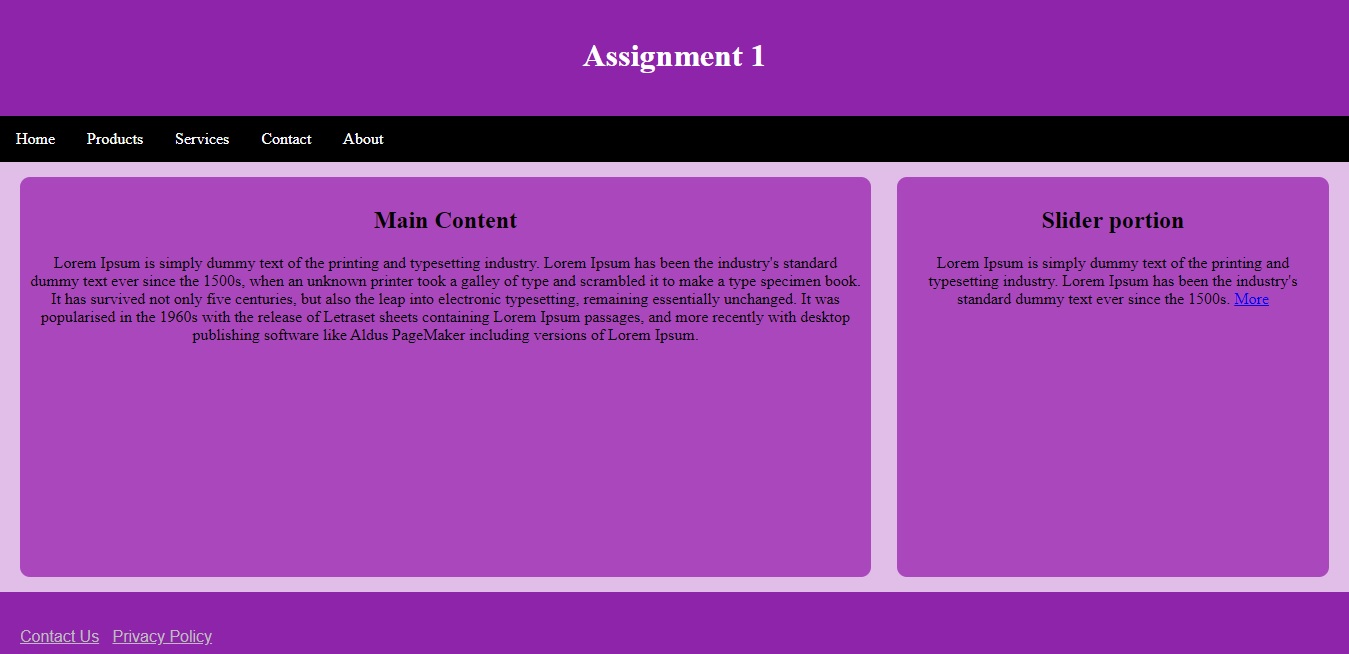 Assignment 1
Home Products Services Contact About
Main Content
Lorem Ipsum is simply dummy text of the printing and typesetting industry. Lorem Ipsum has been the industry's standard
dummy text ever since the 1500s, when an unknown printer took a galley of type and scrambled it to make a type specimen book.
It has survived not only five centuries, but also the leap into electronic typesetting, remaining essentially unchanged. It was
popularised in the 1960s with the release of Letraset sheets containing Lorem Ipsum passages, and more recently with desktop
publishing software like Aldus PageMaker including versions of Lorem Ipsum.
Slider portion
Lorem Ipsum is simply dummy text of the printing and
typesetting industry. Lorem Ipsum has been the industry's
standard dummy text ever since the 1500s. More
Contact Us Privacy Policy